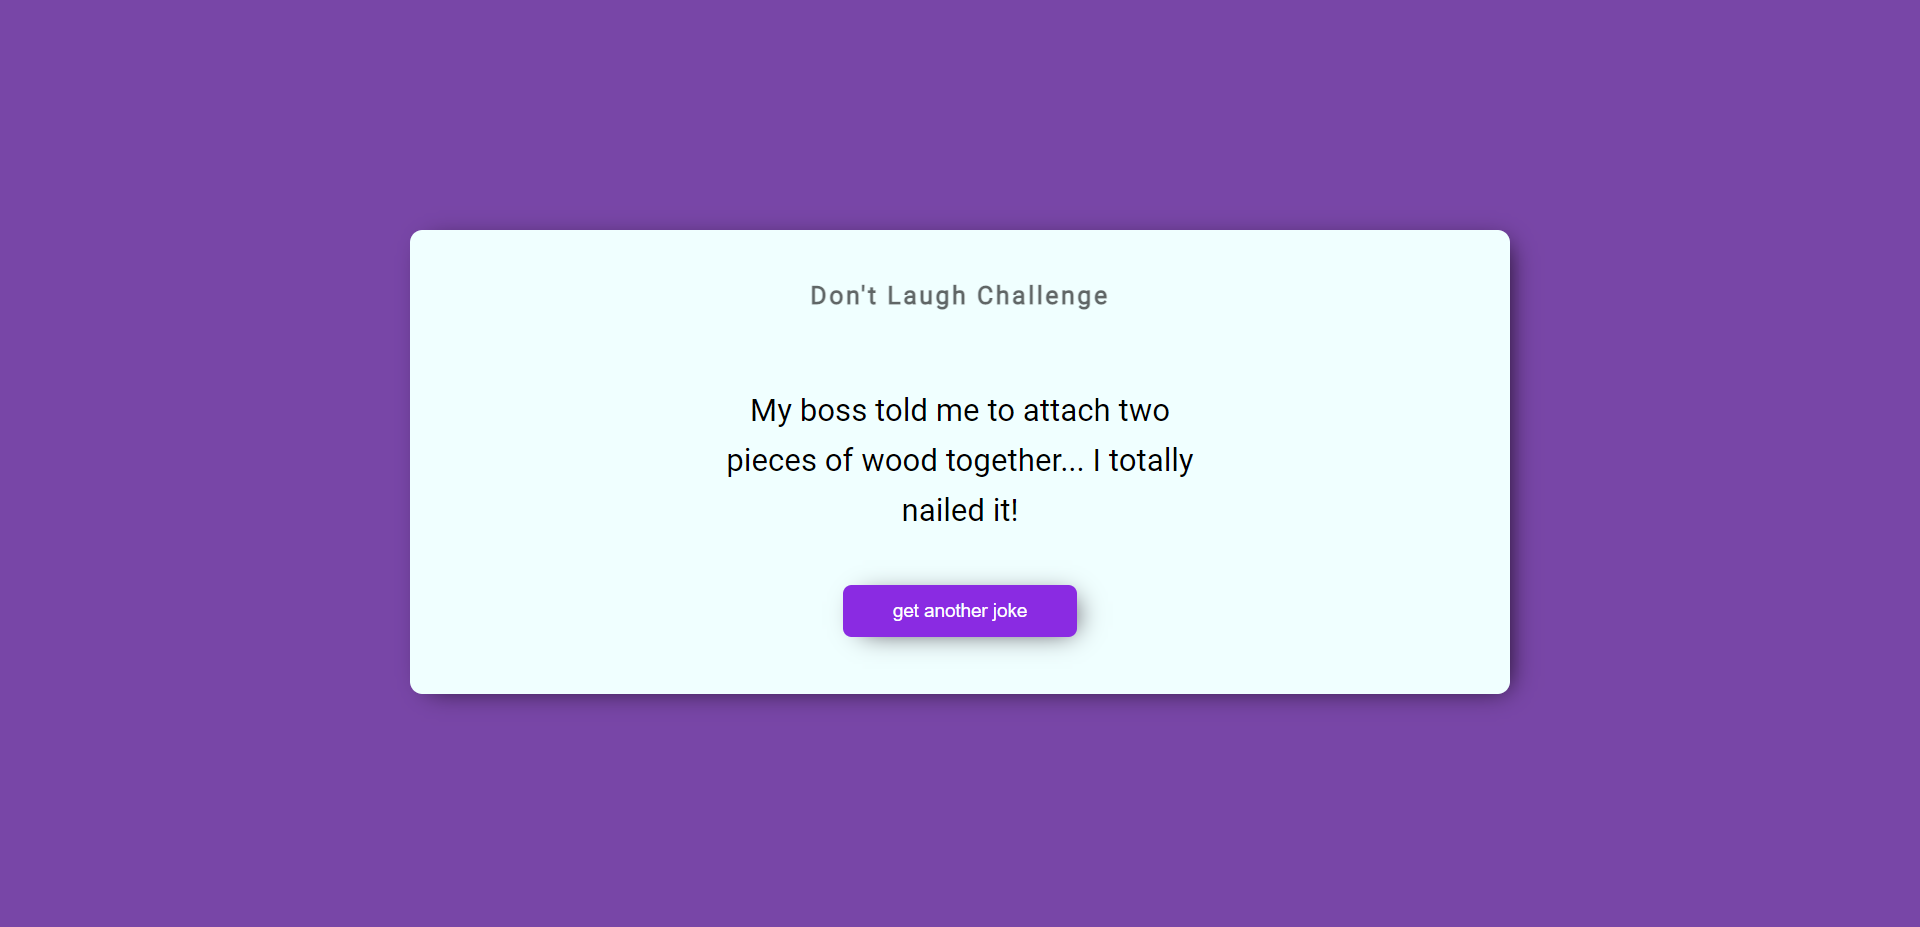 Don't Laugh Challenge
My boss told me to attach two
pieces of wood together... I totally
nailed it!
get another joke